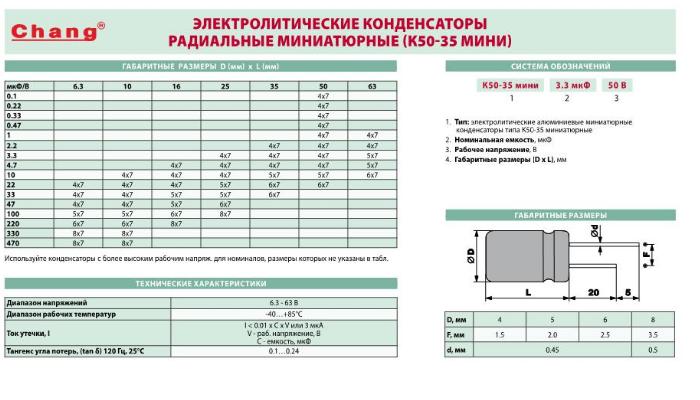 Chang®
ЭЛЕКТРОЛИТИЧЕСКИЕ КОНДЕНСАТОРЫ
РАДИАЛЬНЫЕ МИНИАТЮРНЫЕ (К50-35 МИНИ)
ГАБАРИТНЫЕ РАЗМЕРЫ D (мм) x L (мм)
мкФ/В 6.3 10 16 25 35 50 63
0.1 4x7
0.22 4x7
0.33 4x7
0.47 4x7
1 4x7 4x7
2.2 4x7 4x7 4x7
3.3 4x7 4x7 4x7 5x7
4.7 4x7 4x7 4x7 4x7 5x7
10 4x7 4x7 4x7 5x7 5x7 6x7
22 4x7 4x7 4x7 5x7 6x7 6x7
33 4x7 4x7 5x7 5x7 6x7
47 4x7 5x7 5x7 6x7
100 5x7 5x7 6x7 8x7
220 6x7 6x7 8x7
330 8x7 8x7
470 8x7 8x7
Используйте конденсаторы с более высоким рабочим напряж. для номиналов, размеры которых не указаны в табл.
ТЕХНИЧЕСКИЕ ХАРАКТЕРИСТИКИ
Диапазон напряжений 6.3 - 63 В
Диапазон рабочих температур -40...+85°С
Ток утечки, I
I < 0.01 x C x V или 3 мкА
V - раб. напряжение, В
C - емкость, мкФ
Тангенс угла потерь, (tan δ) 120 Гц, 25°С 0.1...0.24
СИСТЕМА ОБОЗНАЧЕНИЙ
К50-35 мини 3.3 мкФ 50 В
1 2 3
1. Тип: электролитические алюминиевые миниатюрные
конденсаторы типа К50-35 миниатюрные
2. Номинальная емкость, мкФ
3. Рабочее напряжение, В
4. Габаритные размеры (D x L), мм
ГАБАРИТНЫЕ РАЗМЕРЫ
ØD
Ød
F
L 20 5
D, мм 4 5 6 8
F, мм 1.5 2.0 2.5 3.5
d, мм 0.45 0.5